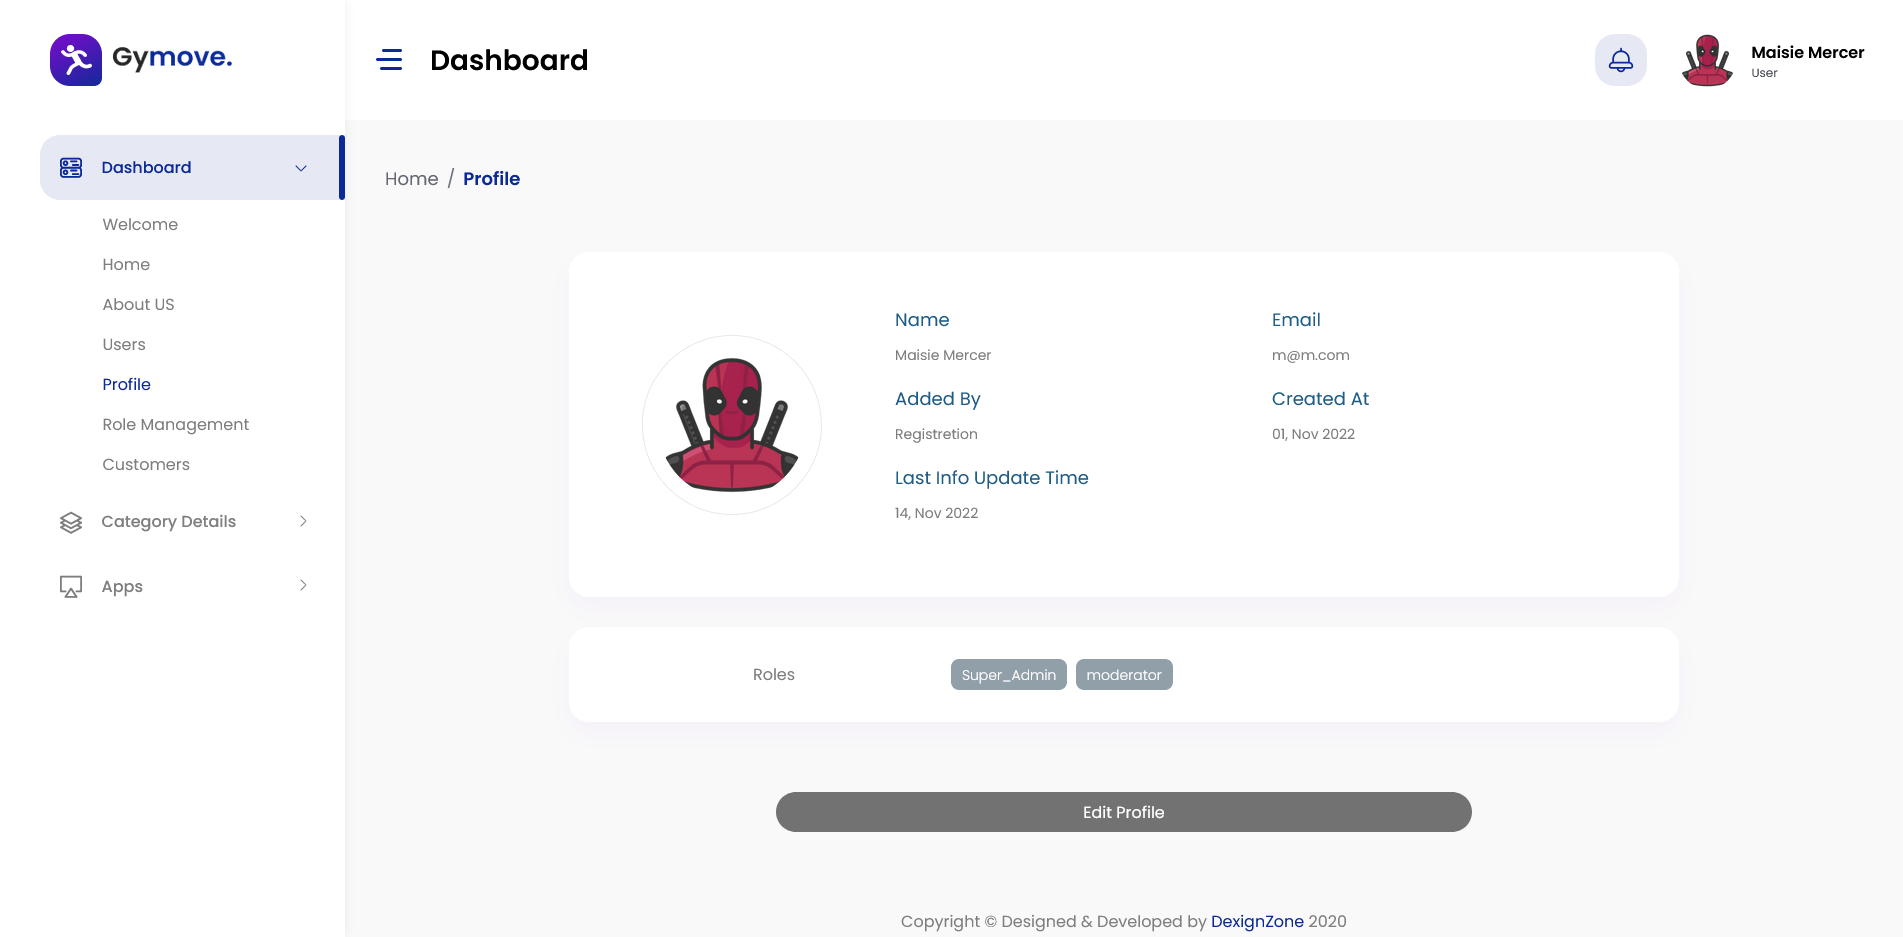 Gymove.
Dashboard
Maisie Mercer
User
Dashboard
Welcome
Home
About US
Users
Profile
Role Management
Customers
Category Details
Apps
Home / Profile
Name
Maisie Mercer
Email
m@m.com
Added By
Registretion
Created At
01, Nov 2022
Last Info Update Time
14, Nov 2022
Roles
Super_Admin
moderator
Edit Profile
Copyright © Designed & Developed by DexignZone 2020